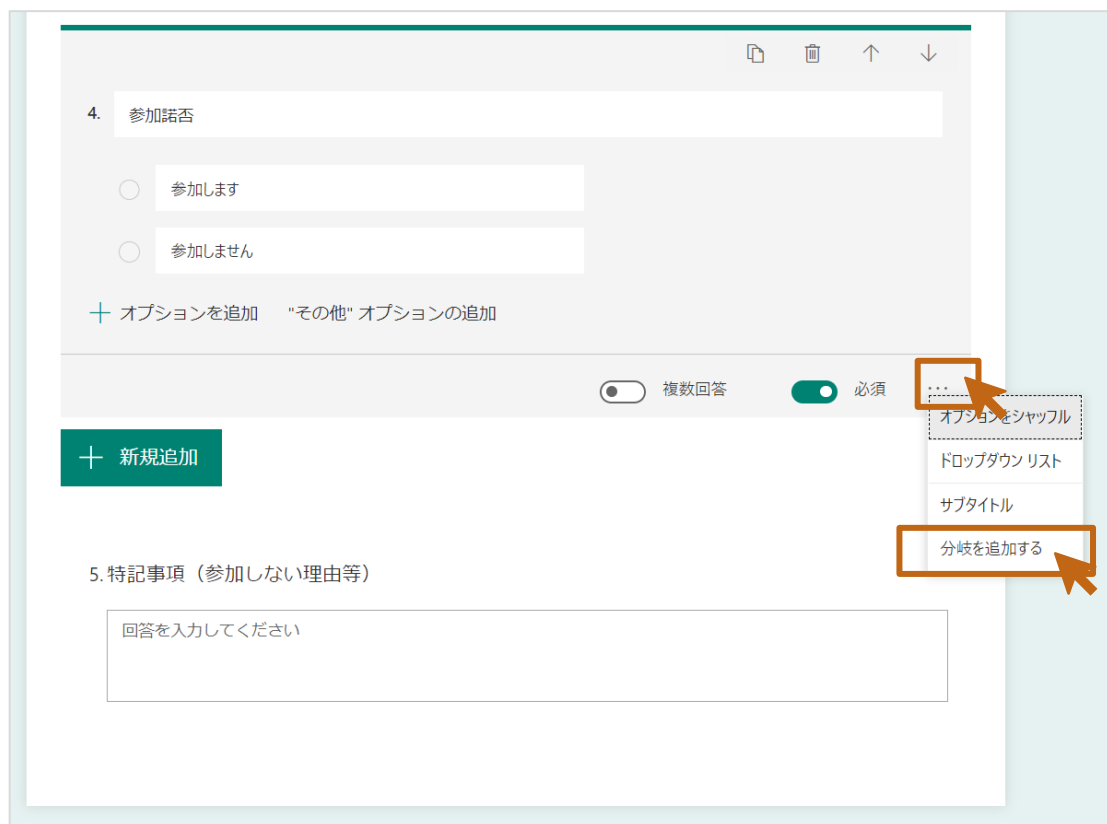 4. 参加諾否
参加します
参加しません
オプションを追加 "その他" オプションの追加
複数回答 必須 ...
オプションをシャッフル
新規追加
ドロップダウン リスト
サブタイトル
分岐を追加する
5. 特記事項（参加しない理由等）
回答を入力してください